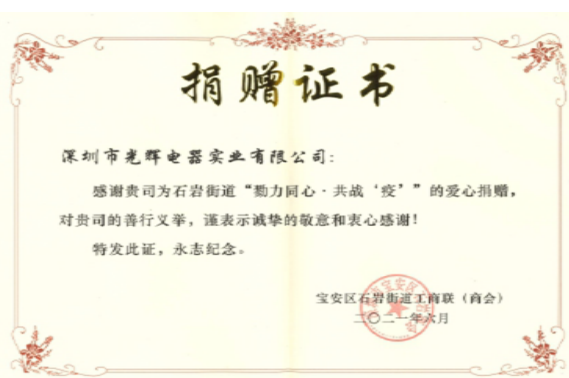 捐赠证书
深圳市光辉电器实业有限公司:
感谢贵司为石岩街道“勠力同心·共战‘疫’”的爱心捐赠,
对贵司的善行义举,谨表示诚挚的敬意和衷心感谢!
特发此证,永志纪念。
宝安区石岩街道工商联(商会)
二〇二一年六月